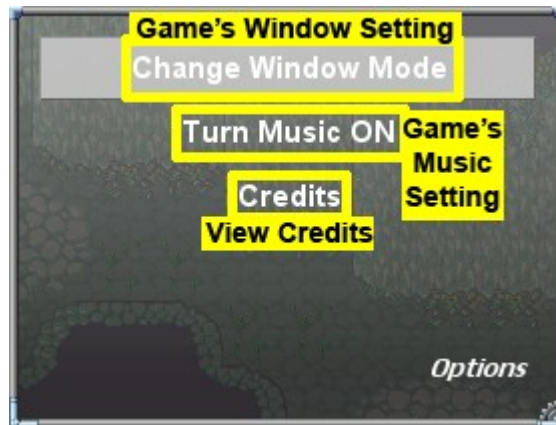 Game's Window Setting
Change Window Mode
Turn Music ON
Game's
Music
Setting
Credits
View Credits
Options